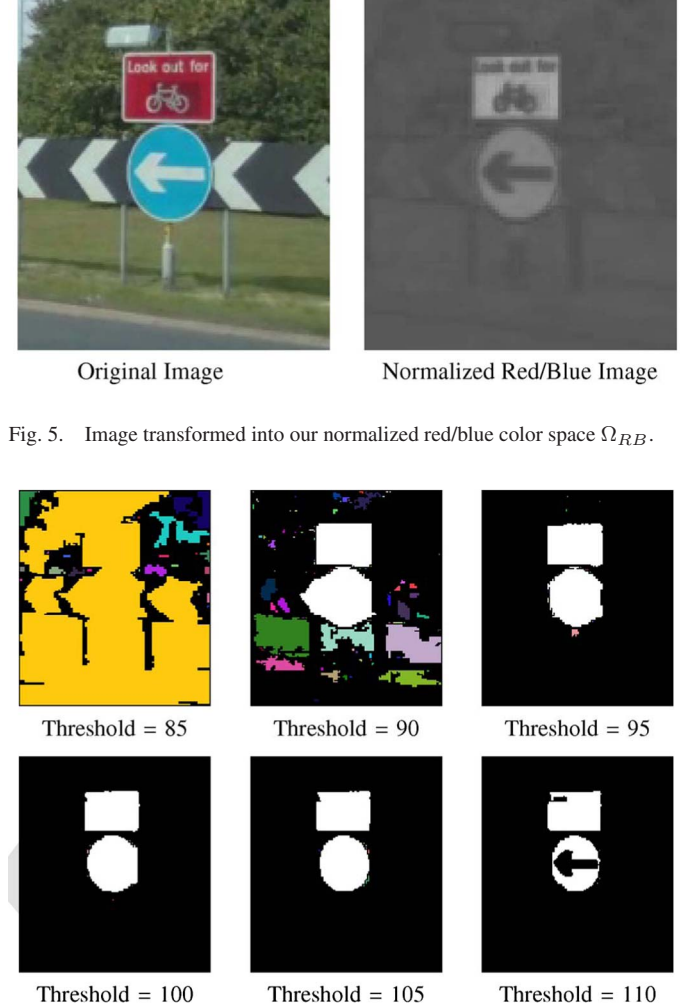 Look out for
Look out for
Original Image
Normalized Red/Blue Image
Fig. 5. Image transformed into our normalized red/blue color space Ω_RB.
Threshold = 85
Threshold = 90
Threshold = 95
Threshold = 100
Threshold = 105
Threshold = 110